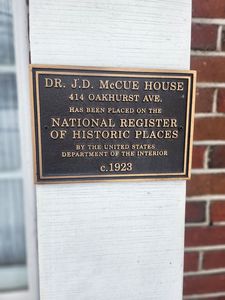 DR. J.D. McCUE HOUSE
414 OAKHURST AVE.
HAS BEEN PLACED ON THE
NATIONAL REGISTER
OF HISTORIC PLACES
BY THE UNITED STATES
DEPARTMENT OF THE INTERIOR
c.1923